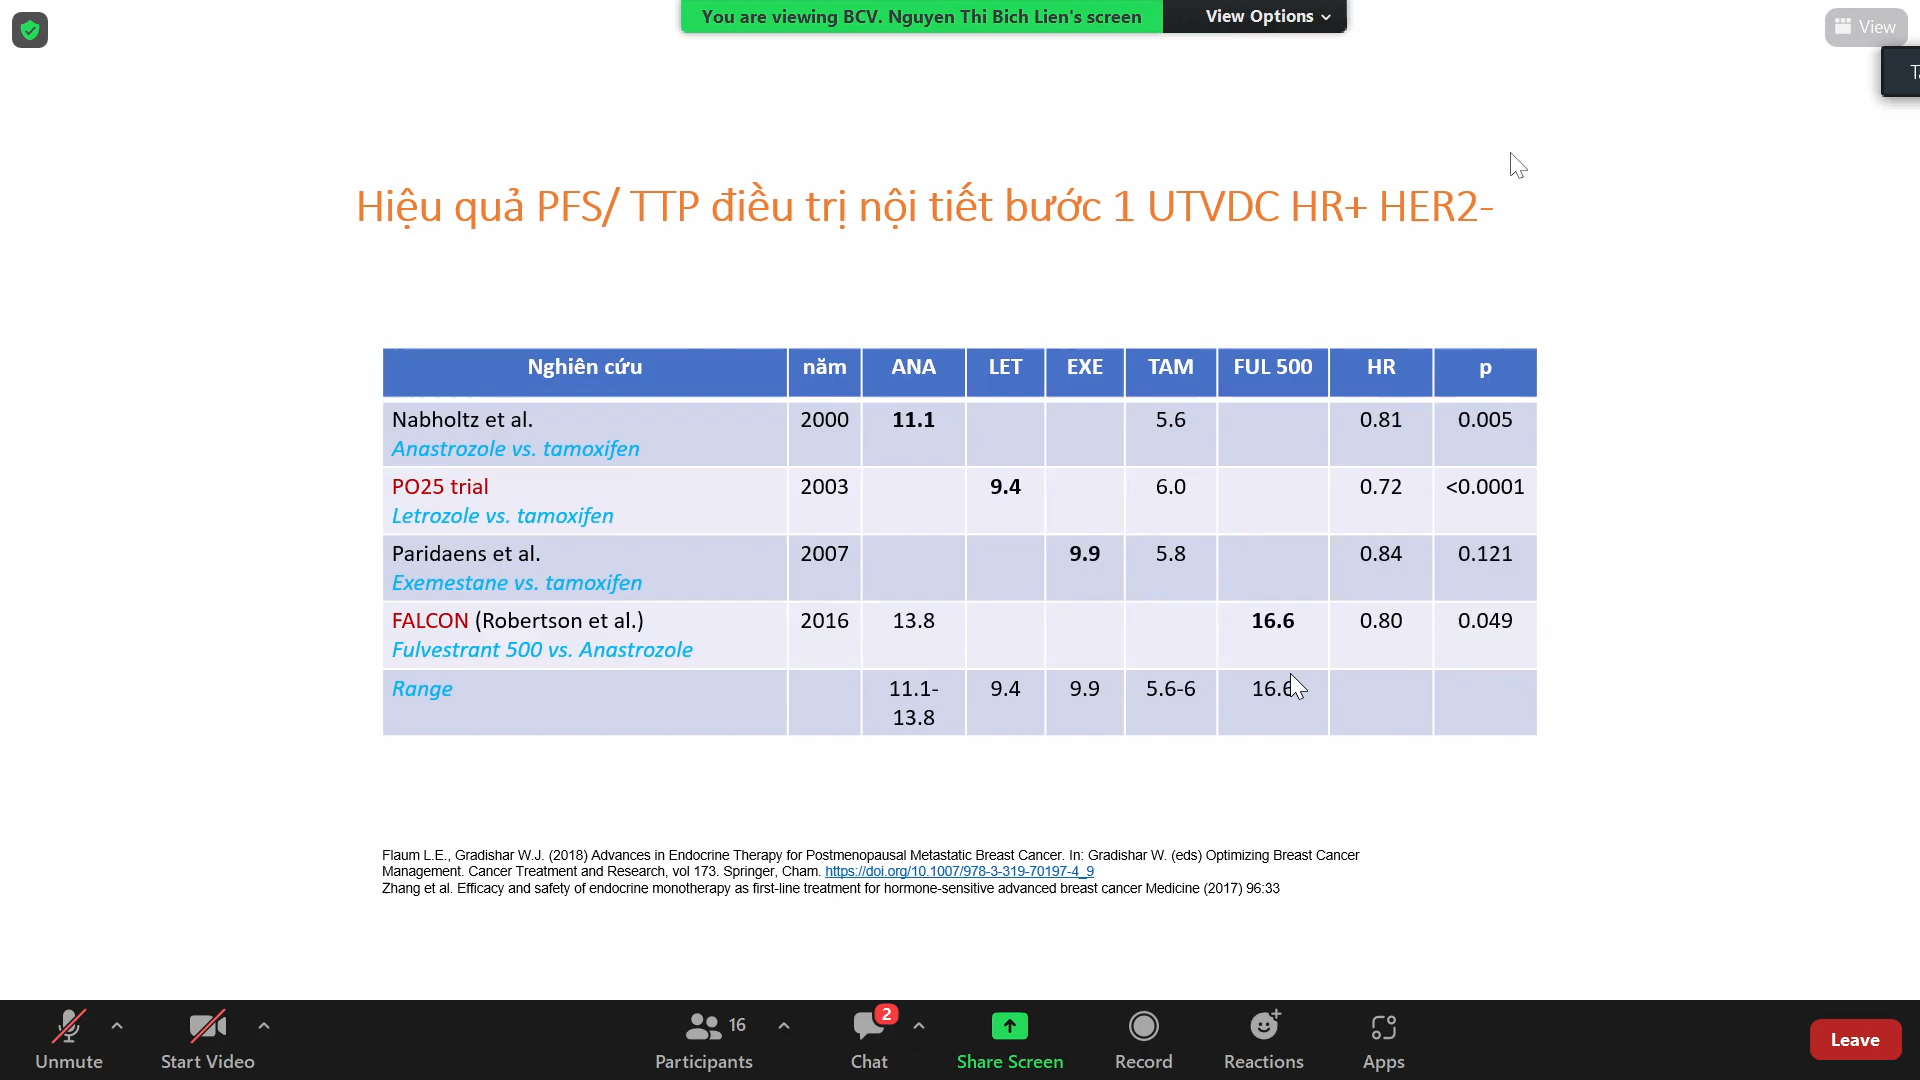 You are viewing BCV. Nguyen Thi Bich Lien's screen
View Options
View
Hiệu quả PFS/ TTP điều trị nội tiết bước 1 UTVDC HR+ HER2-
Nghiên cứu năm ANA LET EXE TAM FUL 500 HR p
Nabholtz et al. 2000 11.1 5.6 0.81 0.005
Anastrozole vs. tamoxifen
PO25 trial 2003 9.4 6.0 0.72 <0.0001
Letrozole vs. tamoxifen
Paridaens et al. 2007 9.9 5.8 0.84 0.121
Exemestane vs. tamoxifen
FALCON (Robertson et al.) 2016 13.8 16.6 0.80 0.049
Fulvestrant 500 vs. Anastrozole
Range 11.1- 9.4 9.9 5.6-6 16.6
13.8
Flaum L.E., Gradishar W.J. (2018) Advances in Endocrine Therapy for Postmenopausal Metastatic Breast Cancer. In: Gradishar W. (eds) Optimizing Breast Cancer
Management. Cancer Treatment and Research, vol 173. Springer, Cham. https://doi.org/10.1007/978-3-319-70197-4_9
Zhang et al. Efficacy and safety of endocrine monotherapy as first-line treatment for hormone-sensitive advanced breast cancer Medicine (2017) 96:33
16
2
Unmute Start Video Participants Chat Share Screen Record Reactions Apps Leave